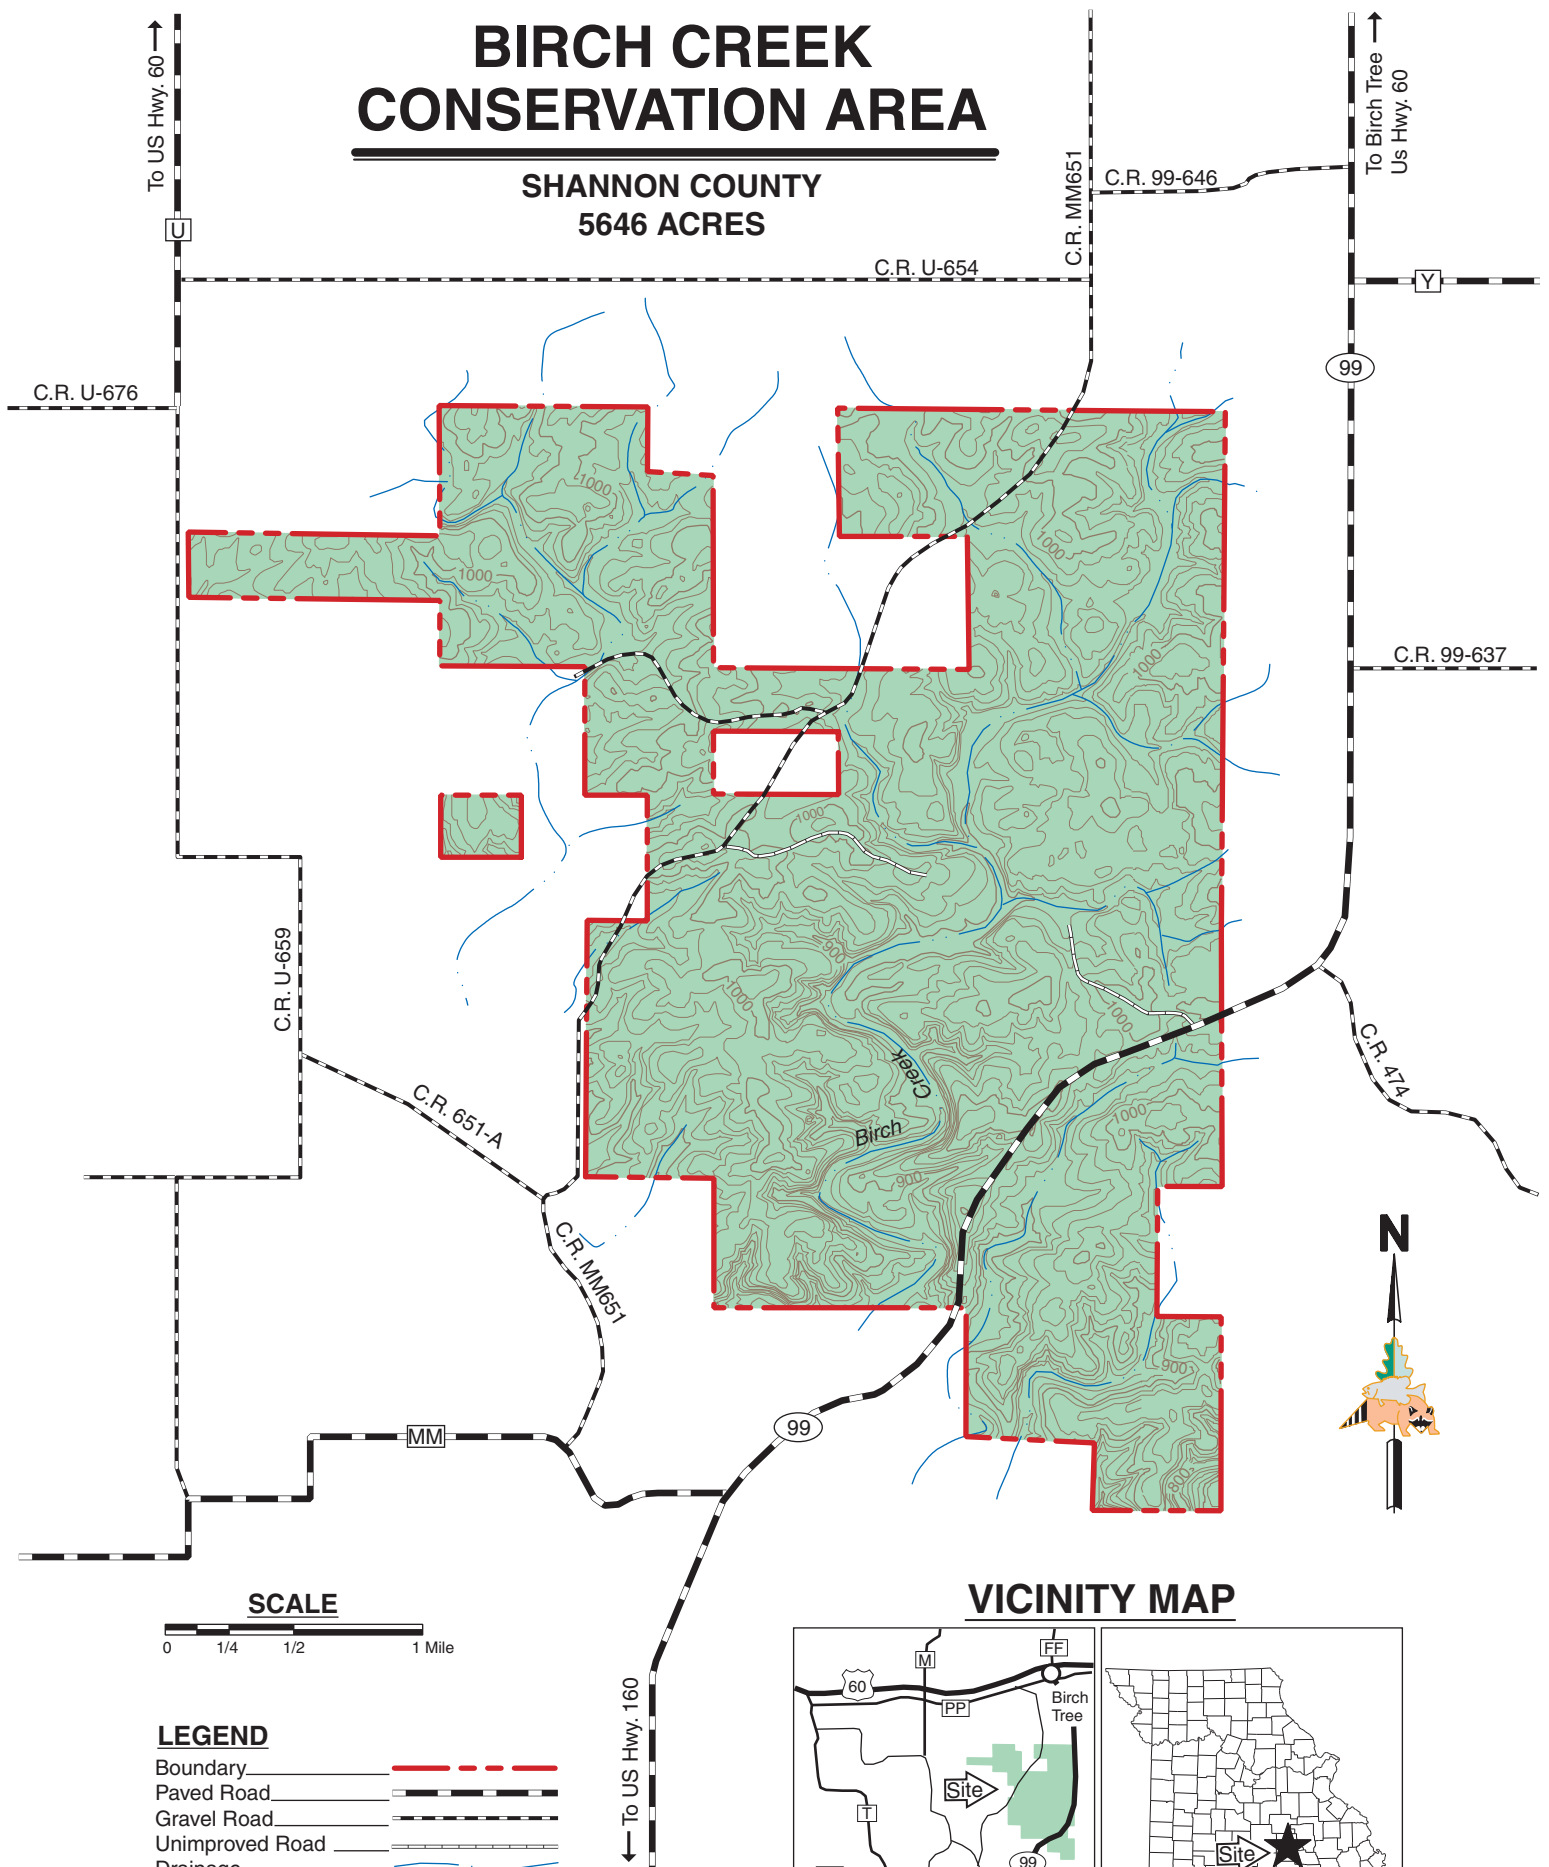 BIRCH CREEK
CONSERVATION AREA
SHANNON COUNTY
5646 ACRES
To US Hwy. 60
To Birch Tree
Us Hwy. 60
U
C.R. MM651
C.R. 99-646
C.R. U-654
Y
99
C.R. U-676
1000
1000
1000
1000
C.R. 99-637
1000
C.R. U-659
900
1000
1000
C.R. 474
Creek
C.R. 651-A
1000
Birch
900
C.R. MM651
N
900
99
MM
800
SCALE
0 1/4 1/2 1 Mile
VICINITY MAP
M
FF
60
PP
Birch
Tree
To US Hwy. 160
LEGEND
Boundary
Paved Road
Gravel Road
Unimproved Road
Site
T
Site
99